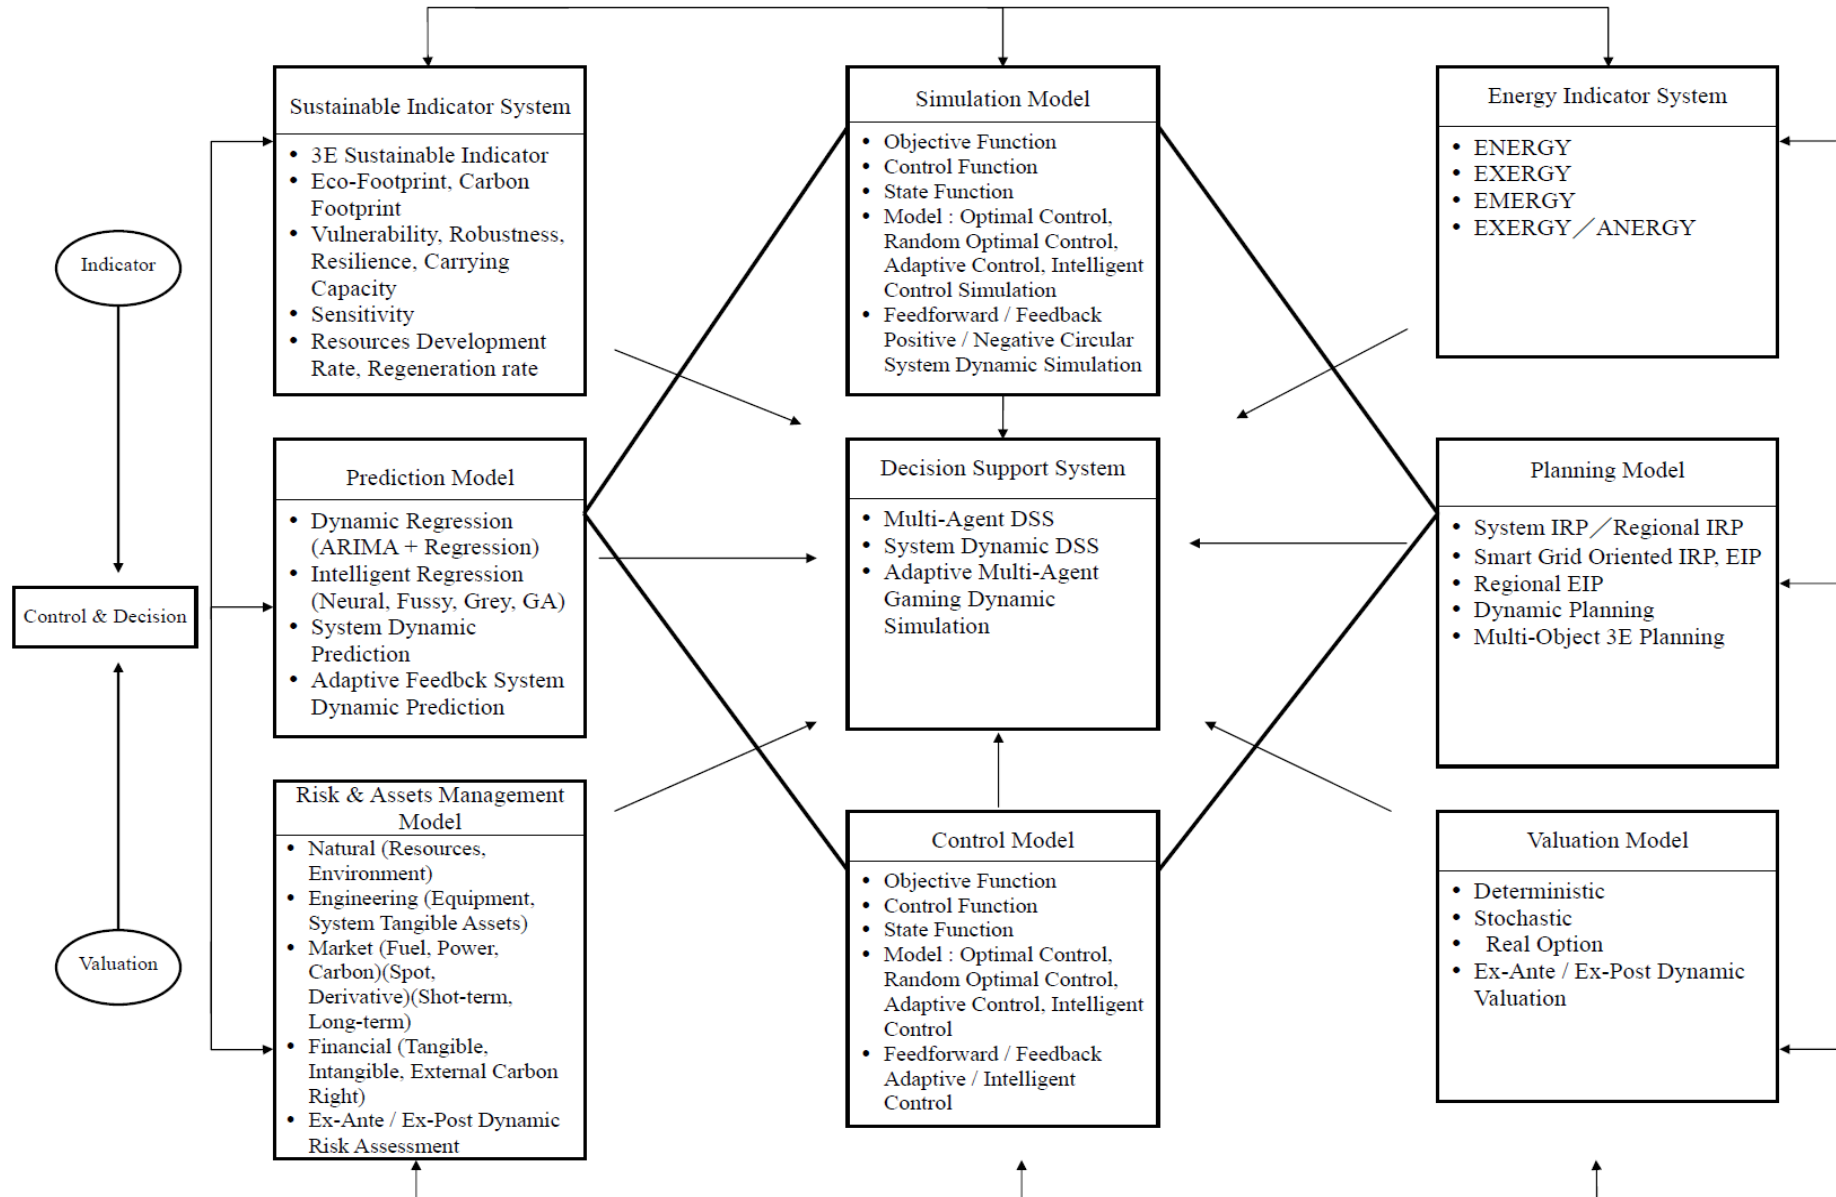 Indicator
Control & Decision
Valuation
Sustainable Indicator System
• 3E Sustainable Indicator
• Eco-Footprint, Carbon
Footprint
• Vulnerability, Robustness,
Resilience, Carrying
Capacity
• Sensitivity
• Resources Development
Rate, Regeneration rate
Simulation Model
• Objective Function
• Control Function
• State Function
• Model : Optimal Control,
Random Optimal Control,
Adaptive Control, Intelligent
Control Simulation
• Feedforward / Feedback
Positive / Negative Circular
System Dynamic Simulation
Energy Indicator System
• ENERGY
• EXERGY
• EMERGY
• EXERGY／ANERGY
Prediction Model
• Dynamic Regression
(ARIMA + Regression)
• Intelligent Regression
(Neural, Fussy, Grey, GA)
• System Dynamic
Prediction
• Adaptive Feedbck System
Dynamic Prediction
Decision Support System
• Multi-Agent DSS
• System Dynamic DSS
• Adaptive Multi-Agent
Gaming Dynamic
Simulation
Planning Model
• System IRP／Regional IRP
• Smart Grid Oriented IRP, EIP
• Regional EIP
• Dynamic Planning
• Multi-Object 3E Planning
Risk & Assets Management
Model
• Natural (Resources,
Environment)
• Engineering (Equipment,
System Tangible Assets)
• Market (Fuel, Power,
Carbon)(Spot,
Derivative)(Shot-term,
Long-term)
• Financial (Tangible,
Intangible, External Carbon
Right)
• Ex-Ante / Ex-Post Dynamic
Risk Assessment
Control Model
• Objective Function
• Control Function
• State Function
• Model : Optimal Control,
Random Optimal Control,
Adaptive Control, Intelligent
Control
• Feedforward / Feedback
Adaptive / Intelligent
Control
Valuation Model
• Deterministic
• Stochastic
• Real Option
• Ex-Ante / Ex-Post Dynamic
Valuation